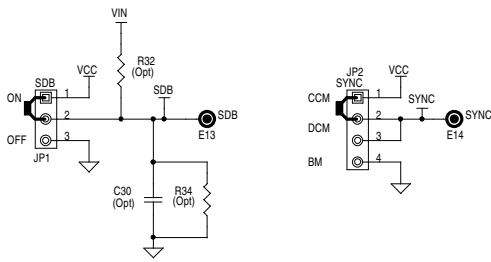 VIN
R32
(Opt)
SDB
VCC
ON
1
2
OFF
3
JP1
SDB
SDB
E13
C30
(Opt)
R34
(Opt)
JP2
SYNC
VCC
CCM
1
SYNC
SYNC
2
DCM
3
E14
BM
4